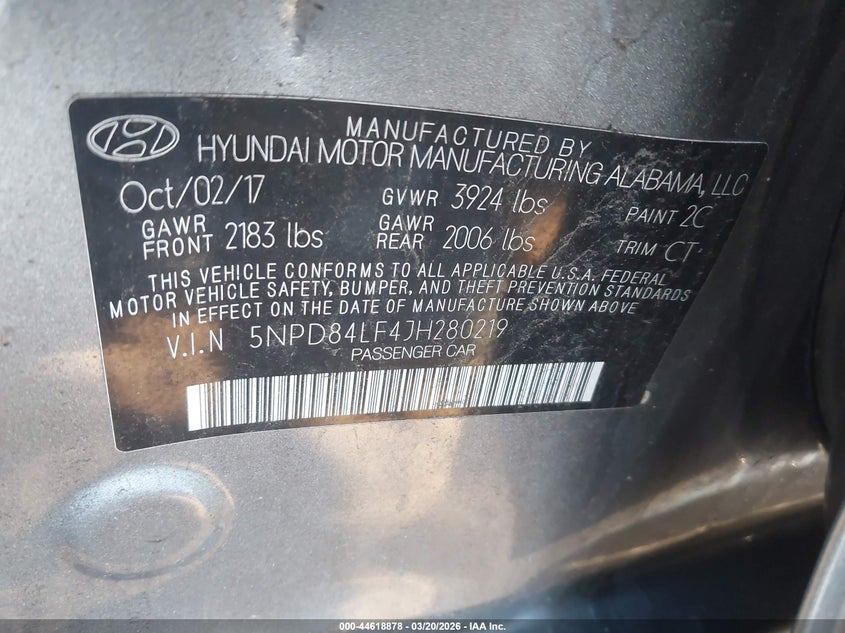 MANUFACTURED BY
HYUNDAI MOTOR MANUFACTURING ALABAMA, LLC
Oct/02/17 GVWR 3924 lbs PAINT 2C
GAWR FRONT 2183 lbs GAWR REAR 2006 lbs TRIM CT
THIS VEHICLE CONFORMS TO ALL APPLICABLE U.S.A. FEDERAL
MOTOR VEHICLE SAFETY, BUMPER, AND THEFT PREVENTION STANDARDS
IN EFFECT ON THE DATE OF MANUFACTURE SHOWN ABOVE
V.I.N 5NPD84LF4JH280219
PASSENGER CAR
000-44618878 - 03/20/2026 - IAA Inc.